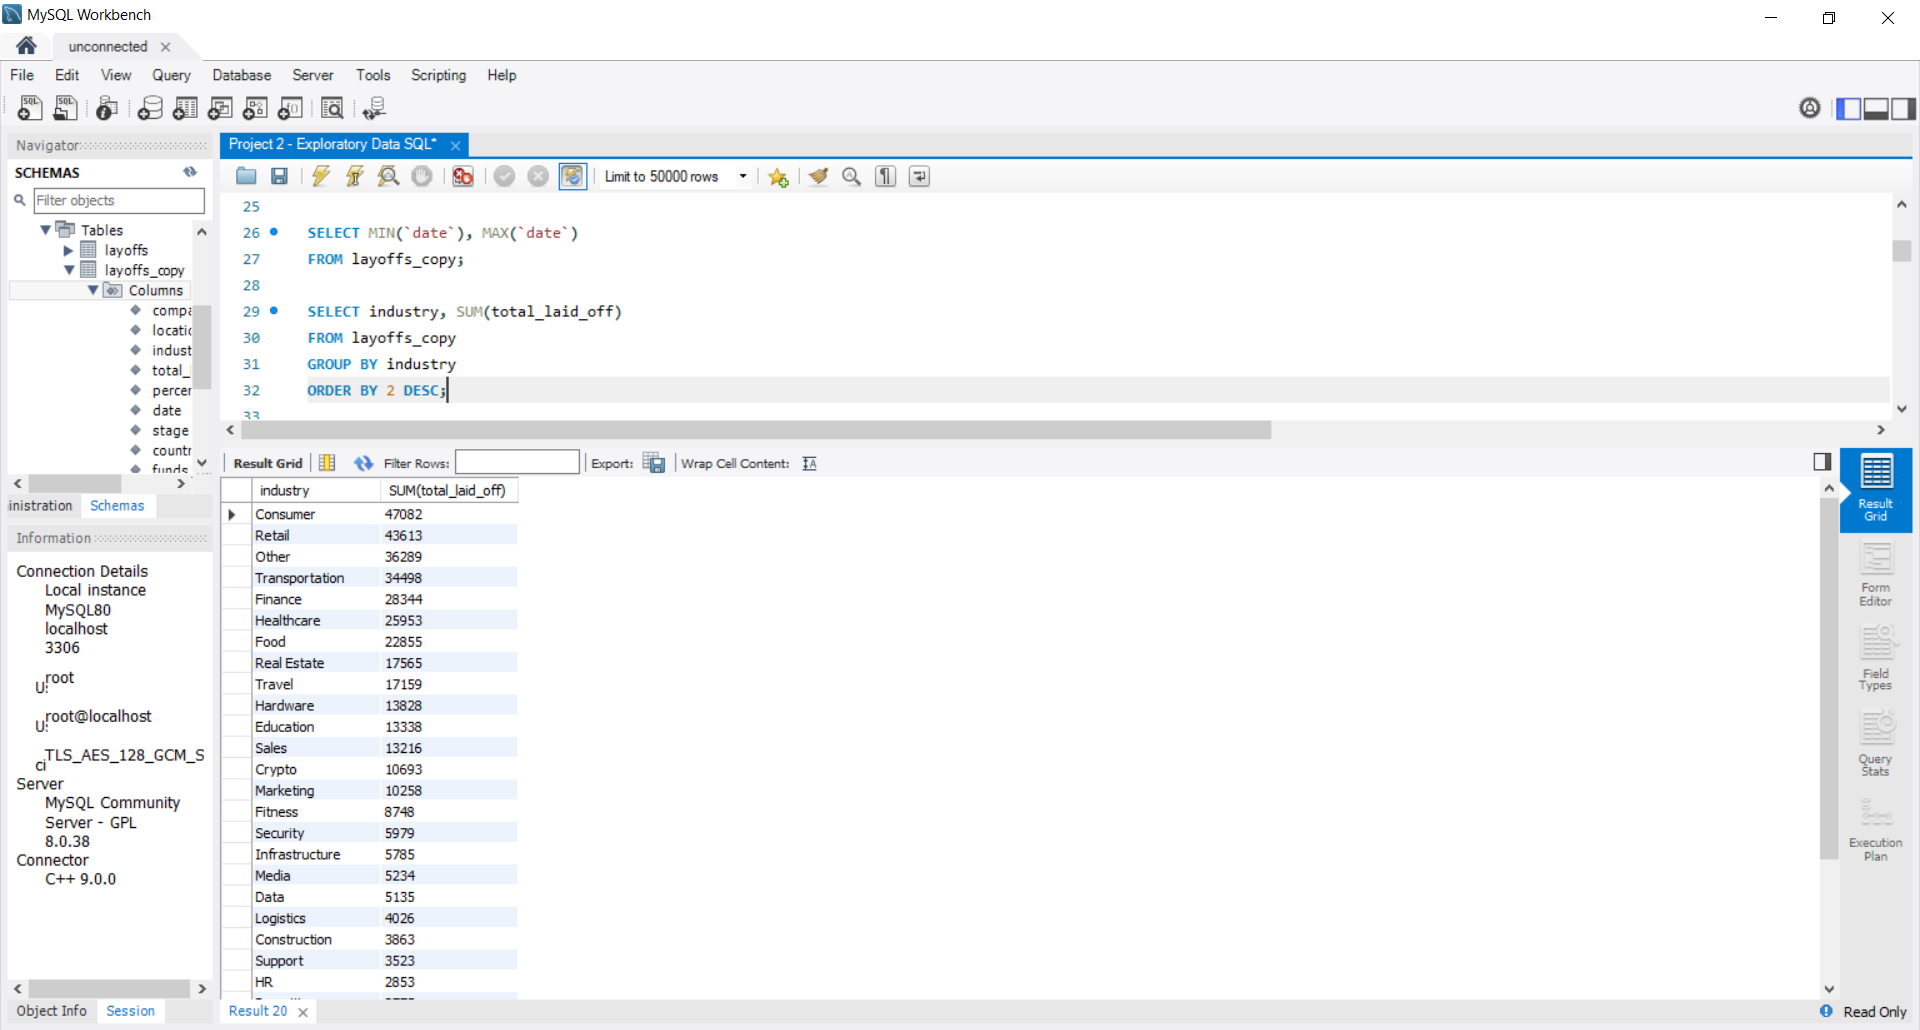 MySQL Workbench
unconnected
File Edit View Query Database Server Tools Scripting Help
Navigator
SCHEMAS
Filter objects
Tables
layoffs
layoffs_copy
Columns
compa
locatic
indust
total_
percer
date
stage
countr
funds
inistration Schemas
Information
Connection Details
Local instance
MySQL80
localhost
3306
root
U:
root@localhost
U:
TLS_AES_128_GCM_S
ci
Server
MySQL Community
Server - GPL
8.0.38
Connector
C++ 9.0.0
Object Info Session
Project 2 - Exploratory Data SQL*
Limit to 50000 rows
25
26 SELECT MIN(`date`), MAX(`date`)
27 FROM layoffs_copy;
28
29 SELECT industry, SUM(total_laid_off)
30 FROM layoffs_copy
31 GROUP BY industry
32 ORDER BY 2 DESC;
33
Result Grid Filter Rows: Export: Wrap Cell Content:
industry SUM(total_laid_off)
Consumer 47082
Retail 43613
Other 36289
Transportation 34498
Finance 28344
Healthcare 25953
Food 22855
Real Estate 17565
Travel 17159
Hardware 13828
Education 13338
Sales 13216
Crypto 10693
Marketing 10258
Fitness 8748
Security 5979
Infrastructure 5785
Media 5234
Data 5135
Logistics 4026
Construction 3863
Support 3523
HR 2853
Result 20
Result
Grid
Form
Editor
Field
Types
Query
Stats
Execution
Plan
Read Only